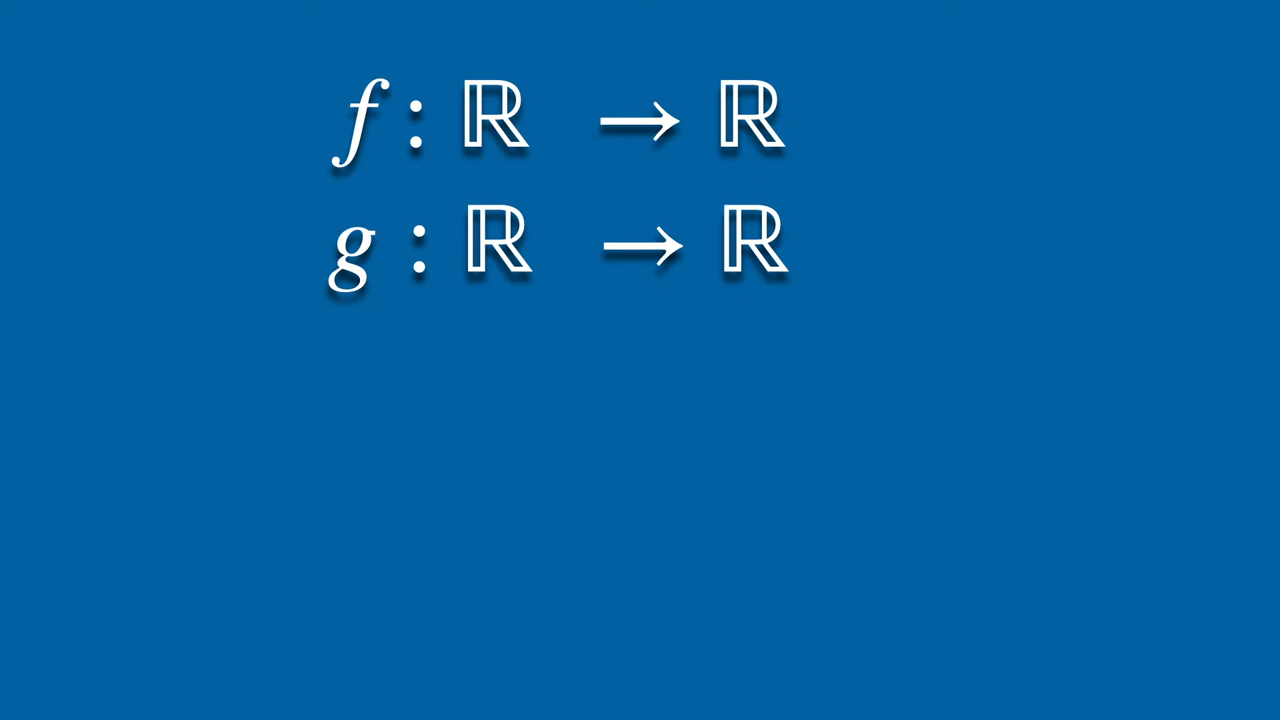 f : ℝ → ℝ
g : ℝ → ℝ